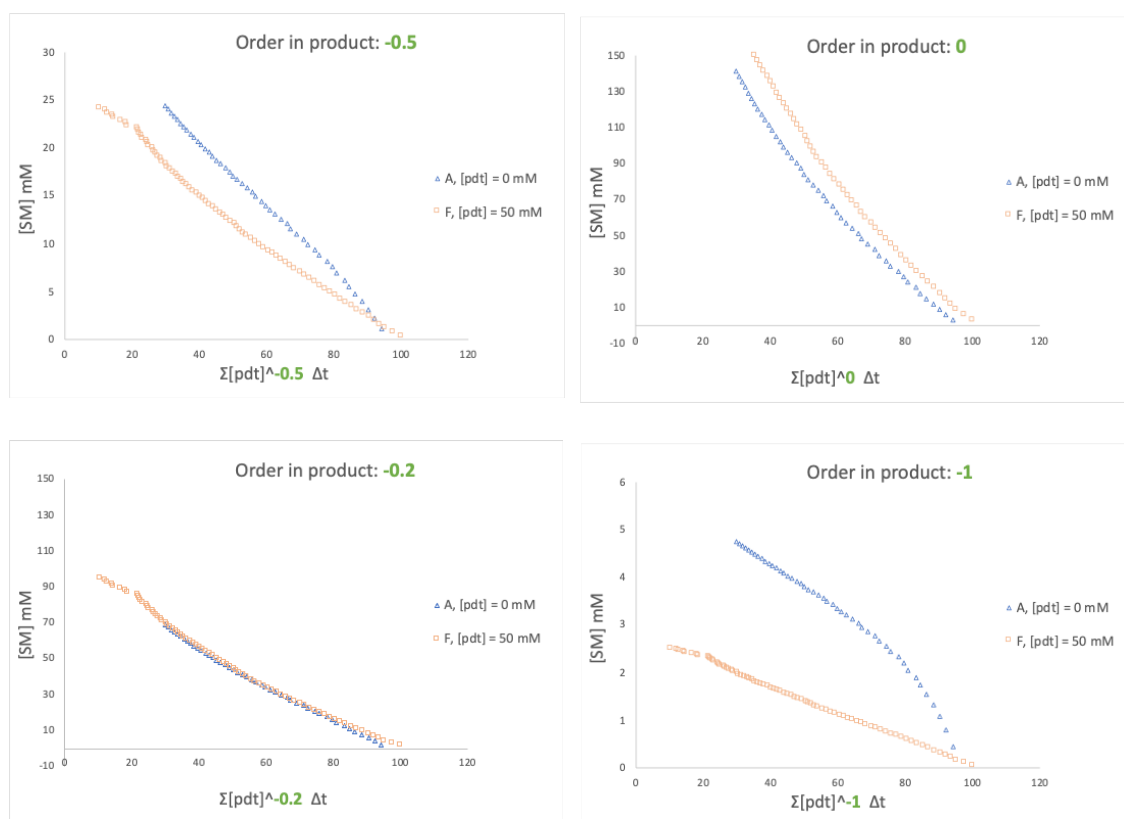 Order in product: -0.5
30
25
20
15
10
5
0
[SM] mM
0 20 40 60 80 100 120
Σ[pdt]^-0.5 Δt
A, [pdt] = 0 mM
F, [pdt] = 50 mM
Order in product: 0
150
130
110
90
70
50
30
10
-10
[SM] mM
0 20 40 60 80 100 120
Σ[pdt]^0 Δt
A, [pdt] = 0 mM
F, [pdt] = 50 mM
Order in product: -0.2
150
130
110
90
70
50
30
10
-10
[SM] mM
0 20 40 60 80 100 120
Σ[pdt]^-0.2 Δt
A, [pdt] = 0 mM
F, [pdt] = 50 mM
Order in product: -1
6
5
4
3
2
1
0
[SM] mM
0 20 40 60 80 100 120
Σ[pdt]^-1 Δt
A, [pdt] = 0 mM
F, [pdt] = 50 mM